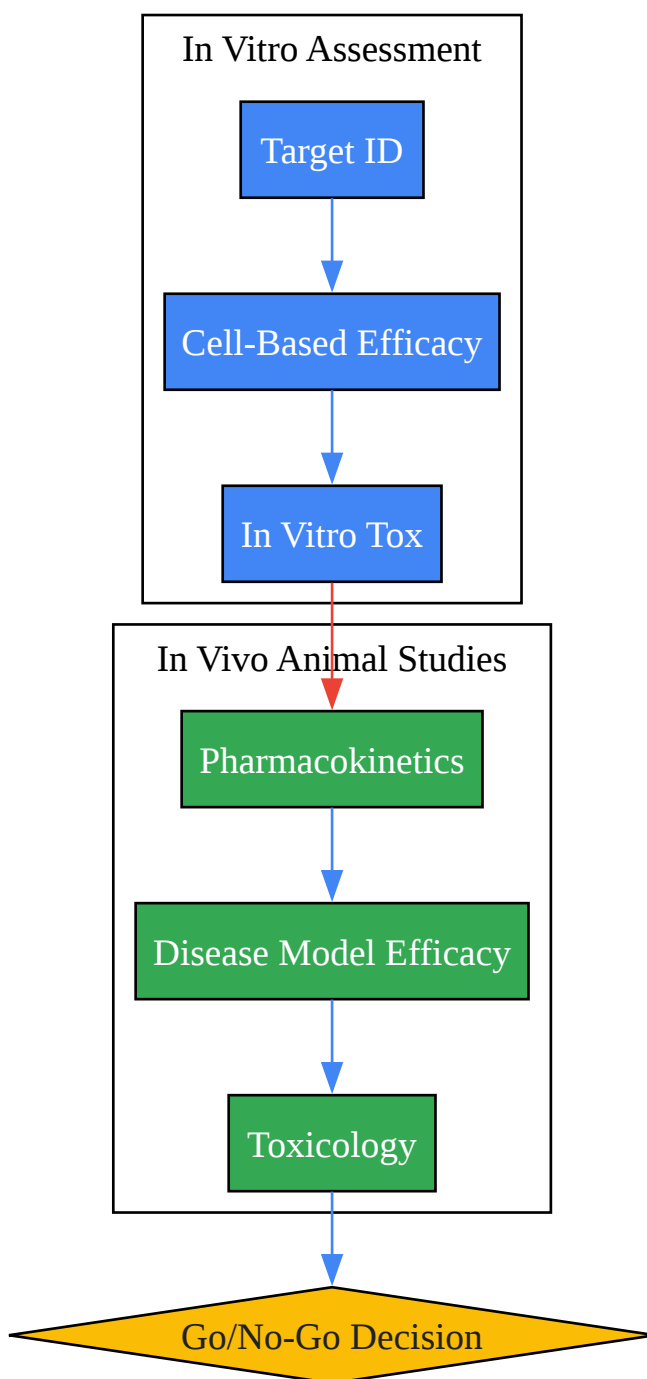 In Vitro Assessment
Target ID
Cell-Based Efficacy
In Vitro Tox
In Vivo Animal Studies
Pharmacokinetics
Disease Model Efficacy
Toxicology
Go/No-Go Decision